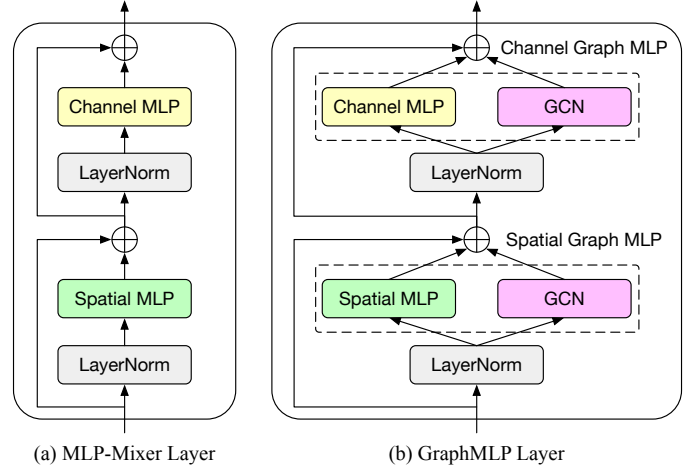 Channel MLP
LayerNorm
Spatial MLP
LayerNorm
(a) MLP-Mixer Layer
Channel Graph MLP
Channel MLP
GCN
LayerNorm
Spatial Graph MLP
Spatial MLP
GCN
LayerNorm
(b) GraphMLP Layer